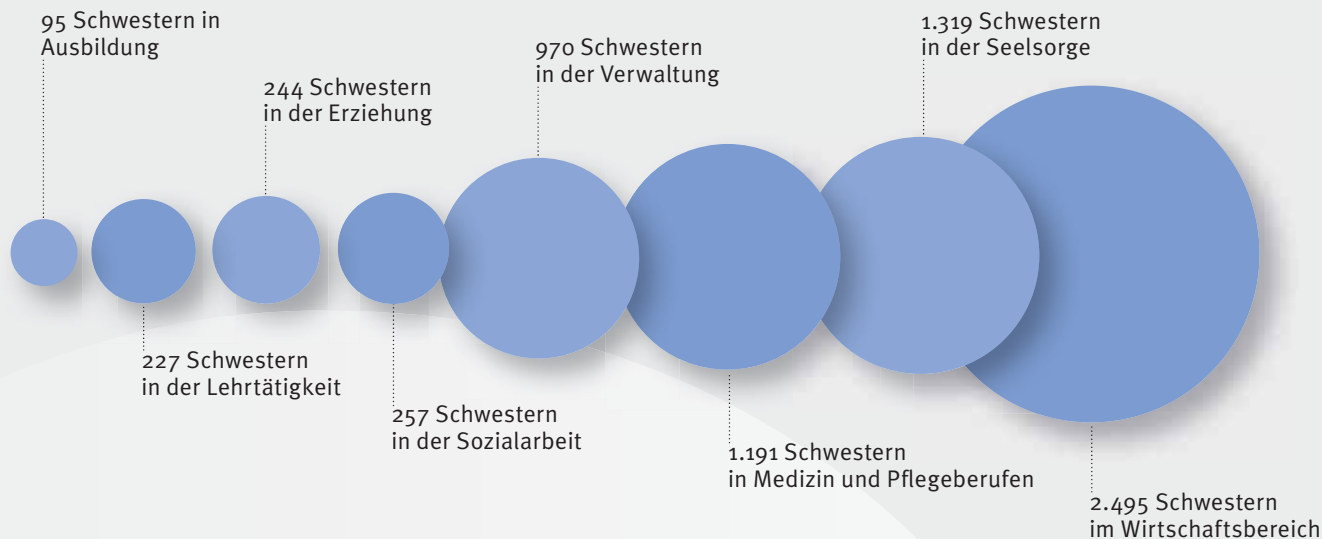 95 Schwestern in
Ausbildung
227 Schwestern
in der Lehrtätigkeit
244 Schwestern
in der Erziehung
257 Schwestern
in der Sozialarbeit
970 Schwestern
in der Verwaltung
1.191 Schwestern
in Medizin und Pflegeberufen
1.319 Schwestern
in der Seelsorge
2.495 Schwestern
im Wirtschaftsbereich